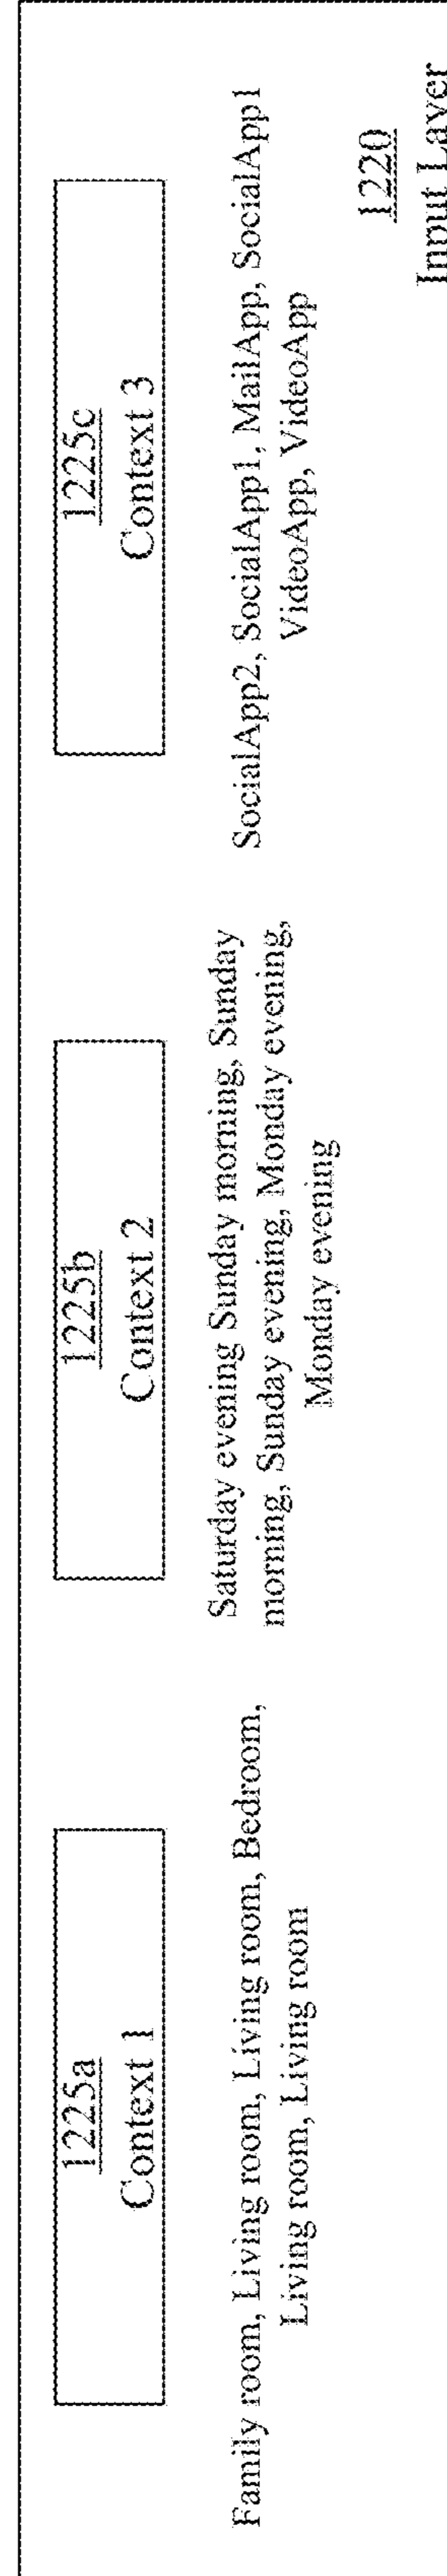 1225a
Context 1
Family room, Living room, Living room, Bedroom,
Living room, Living room
1225b
Context 2
Saturday evening Sunday morning, Sunday
morning, Sunday evening, Monday evening,
Monday evening
1225c
Context 3
SocialApp2, SocialApp1, MailApp, SocialApp1
VideoApp, VideoApp
1220
Input Layer